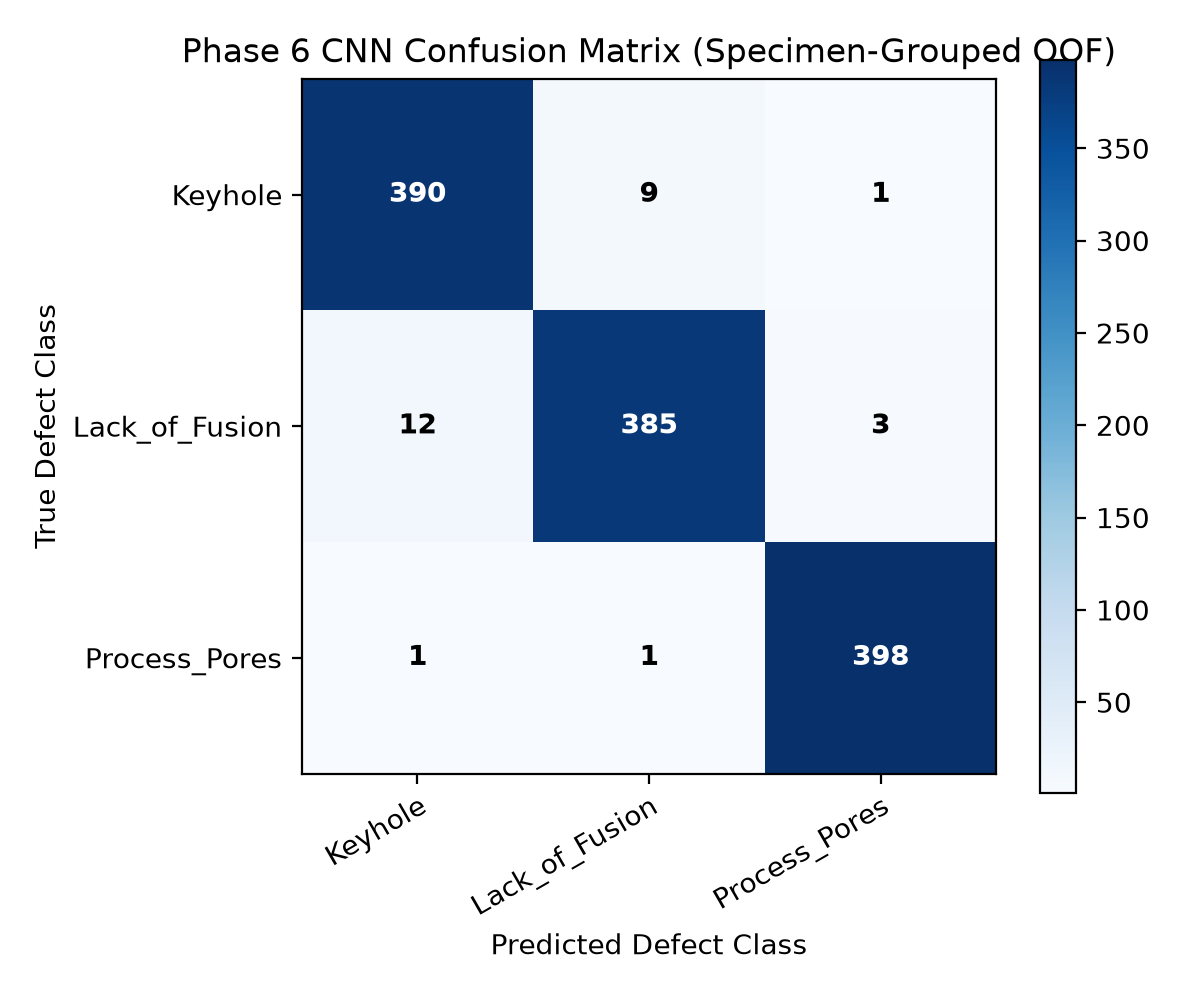 Phase 6 CNN Confusion Matrix (Specimen-Grouped OOF)
True Defect Class
Keyhole
390
9
1
Lack_of_Fusion
12
385
3
Process_Pores
1
1
398
Keyhole
Lack_of_Fusion
Process_Pores
Predicted Defect Class
350
300
250
200
150
100
50